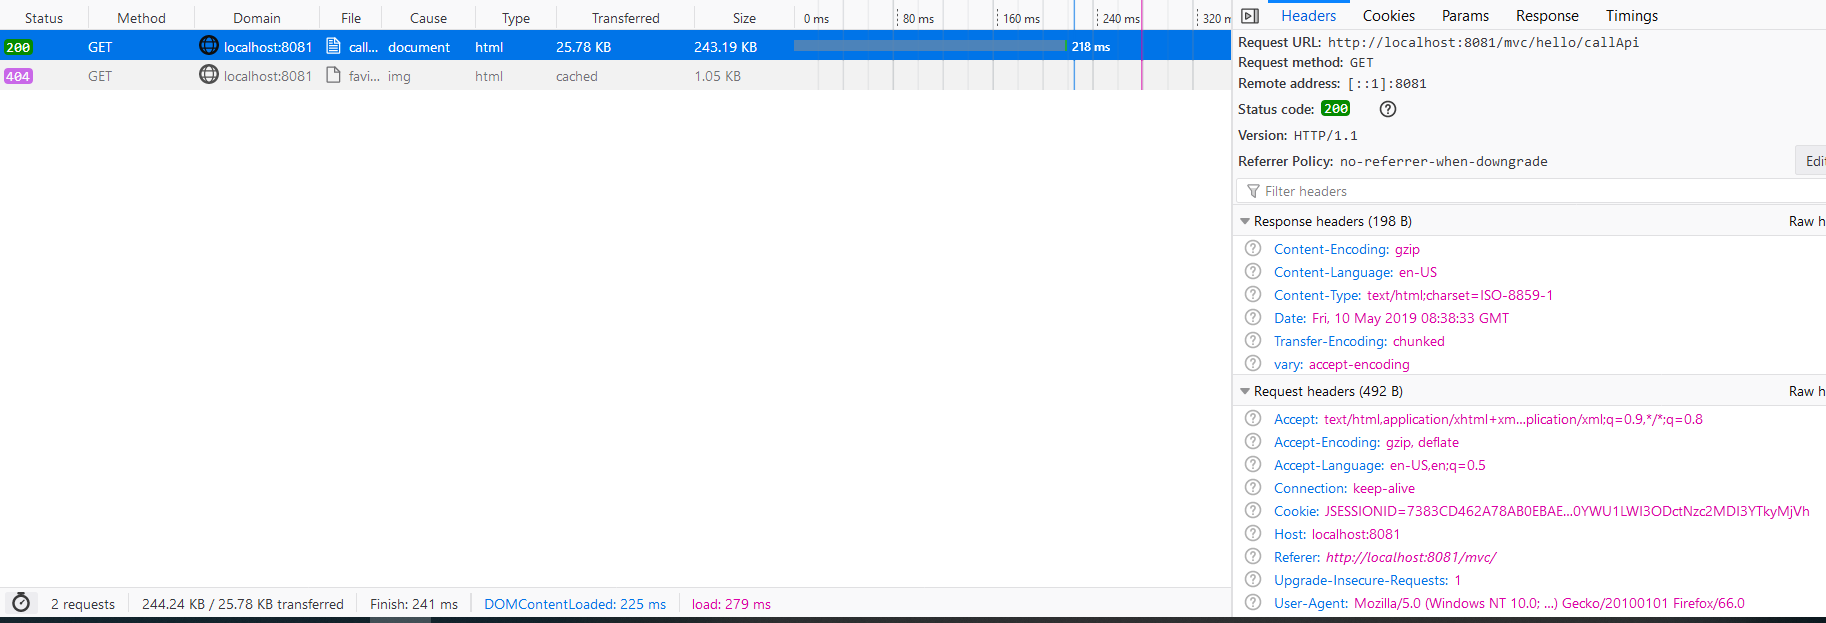 Status Method Domain File Cause Type Transferred Size 0 ms 80 ms 160 ms 240 ms 320 m
200 GET localhost:8081 call... document html 25.78 KB 243.19 KB 218 ms
404 GET localhost:8081 favi... img html cached 1.05 KB
2 requests 244.24 KB / 25.78 KB transferred Finish: 241 ms DOMContentLoaded: 225 ms load: 279 ms
Headers Cookies Params Response Timings
Request URL: http://localhost:8081/mvc/hello/callApi
Request method: GET
Remote address: [::1]:8081
Status code: 200 ?
Version: HTTP/1.1
Referrer Policy: no-referrer-when-downgrade Edi
Filter headers
Response headers (198 B) Raw h
? Content-Encoding: gzip
? Content-Language: en-US
? Content-Type: text/html;charset=ISO-8859-1
? Date: Fri, 10 May 2019 08:38:33 GMT
? Transfer-Encoding: chunked
? vary: accept-encoding
Request headers (492 B) Raw h
? Accept: text/html,application/xhtml+xm...plication/xml;q=0.9,*/*;q=0.8
? Accept-Encoding: gzip, deflate
? Accept-Language: en-US,en;q=0.5
? Connection: keep-alive
? Cookie: JSESSIONID=7383CD462A78AB0EBAE...0YWU1LWI3ODctNzc2MDI3YTkyMjVh
? Host: localhost:8081
? Referer: http://localhost:8081/mvc/
? Upgrade-Insecure-Requests: 1
? User-Agent: Mozilla/5.0 (Windows NT 10.0; ...) Gecko/20100101 Firefox/66.0